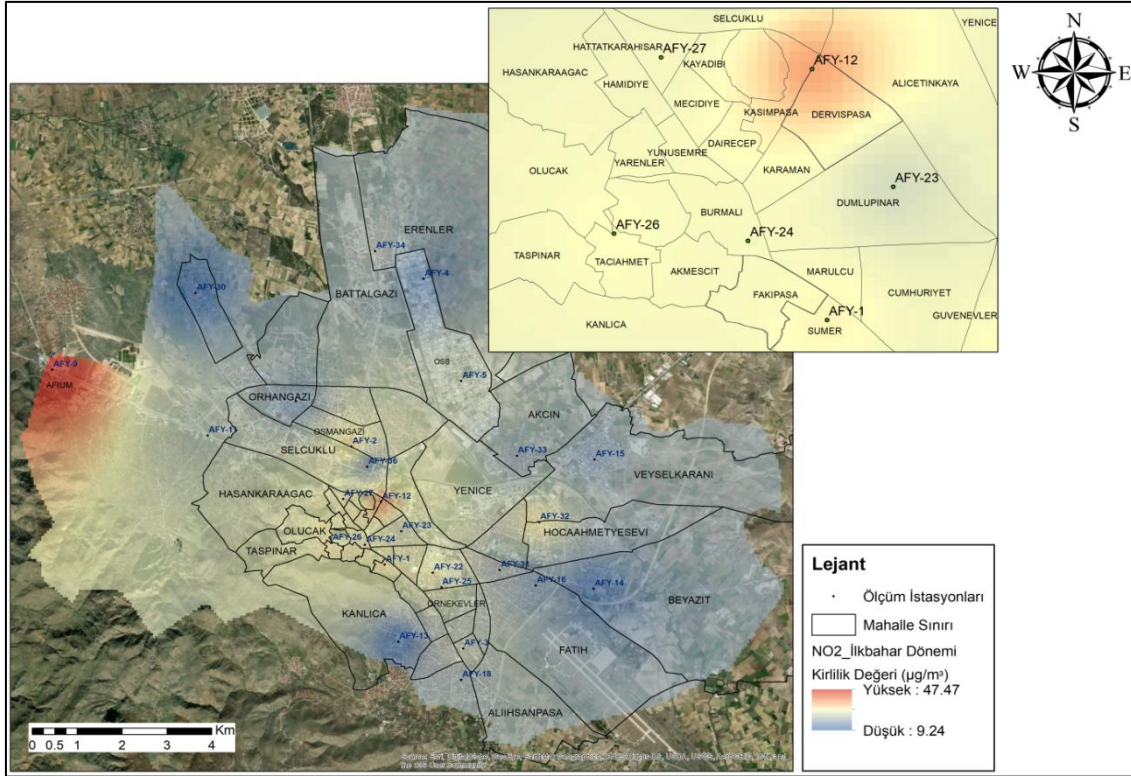 N
W
E
S
SELCUKLU
YENICE
HATTATKARAHISAR
AFY-27
KAYADIBI
AFY-12
HASANKARAAGAC
HAMIDIYE
ALICETINKAYA
MECIDIYE
KASIMPASA
DERVISPASA
DAIRECEP
YUNUSEMRE
YARENLER
OLUCAK
KARAMAN
AFY-23
DUMLUPINAR
BURMALI
AFY-26
AFY-24
TASPINAR
TACIAHMET
AKMESCIT
MARULCU
FAKIPASA
CUMHURIYET
AFY-1
GUVENEVLER
KANLICA
SUMER
ERENLER
AFY-34
AFY-4
AFY-30
BATTALGAZI
OSB
AFY-9
AFIUM
AFY-5
ORHANGAZI
AKCIN
OSMANGAZI
AFY-11
AFY-2
SELCUKLU
AFY-33
AFY-15
VEYSELKARANI
HASANKARAAGAC
YENICE
AFY-27
AFY-12
AFY-32
HOCAAHMETYESEVI
OLUCAK
AFY-23
AFY-26
AFY-24
TASPINAR
AFY-1
AFY-22
AFY-31
AFY-25
AFY-16
AFY-14
BEYAZIT
KANLICA
ORNEKEVLER
AFY-13
AFY-3
FATIH
AFY-18
ALIIHSANPASA
Km
0 0.5 1 2 3 4
Lejant
Ölçüm İstasyonları
Mahalle Sınırı
NO2_İlkbahar Dönemi
Kirlilik Değeri (µg/m³)
Yüksek : 47.47
Düşük : 9.24